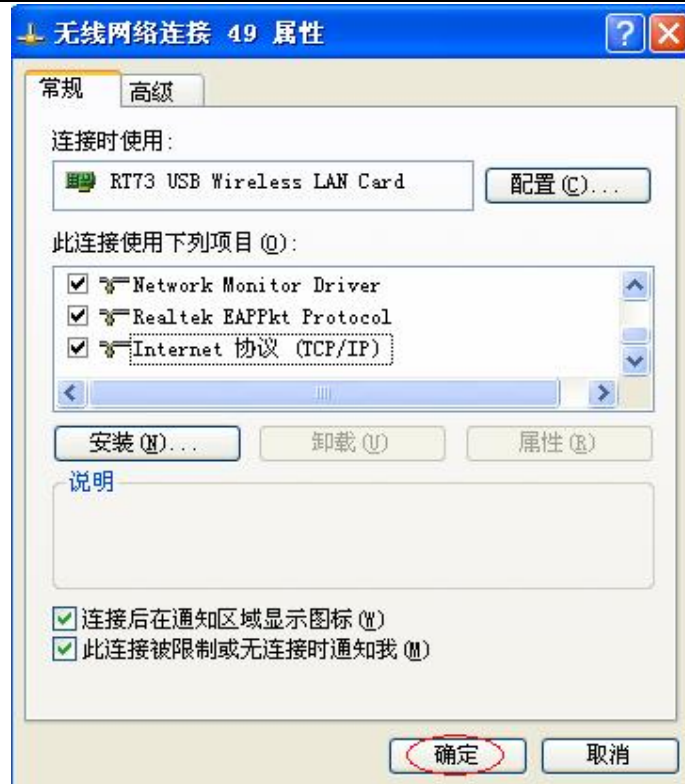 无线网络连接 49 属性
常规 高级
连接时使用:
RT73 USB Wireless LAN Card 配置(C)...
此连接使用下列项目(O):
Network Monitor Driver
Realtek EAPPkt Protocol
Internet 协议 (TCP/IP)
安装(N)... 卸载(U) 属性(R)
说明
连接后在通知区域显示图标(W)
此连接被限制或无连接时通知我(M)
确定 取消